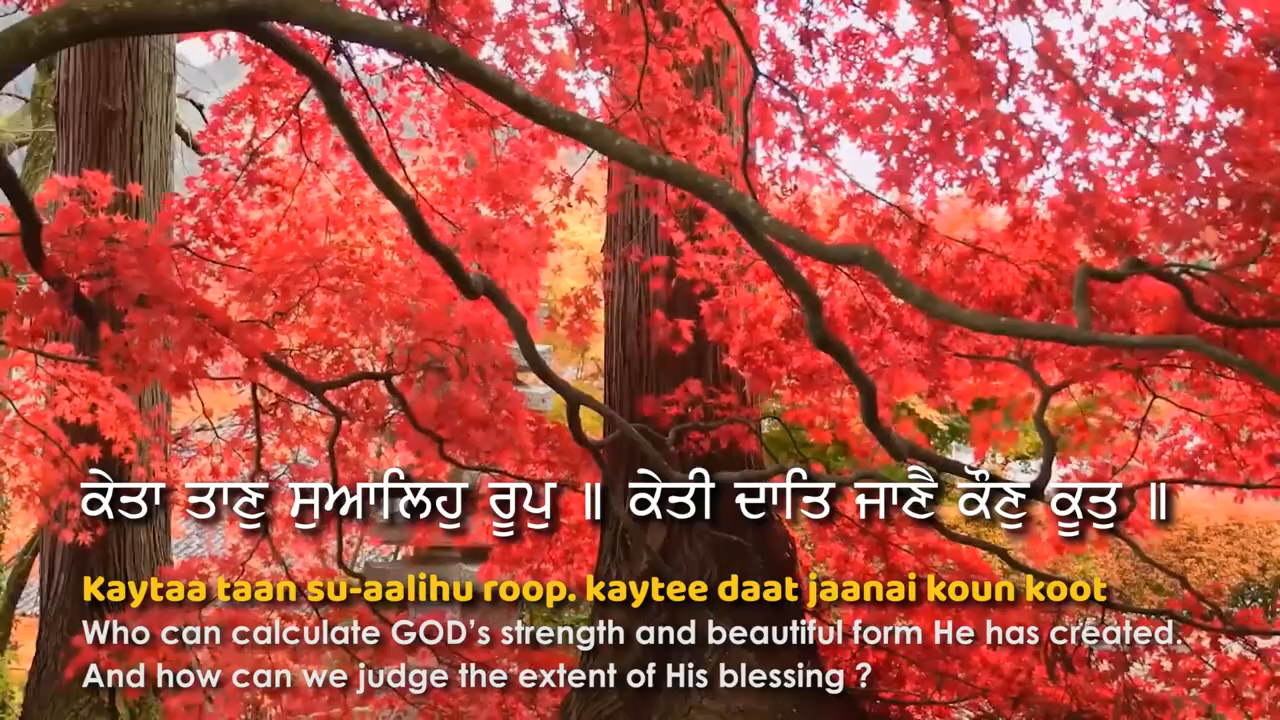 ਕੇਤਾ ਤਾਣੁ ਸੁਆਲਿਹੁ ਰੂਪੁ ॥ ਕੇਤੀ ਦਾਤਿ ਜਾਣੈ ਕੌਣੁ ਕੂਤੁ ॥
Kaytaa taan su-aalihu roop. kaytee daat jaanai koun koot
Who can calculate GOD’s strength and beautiful form He has created.
And how can we judge the extent of His blessing ?